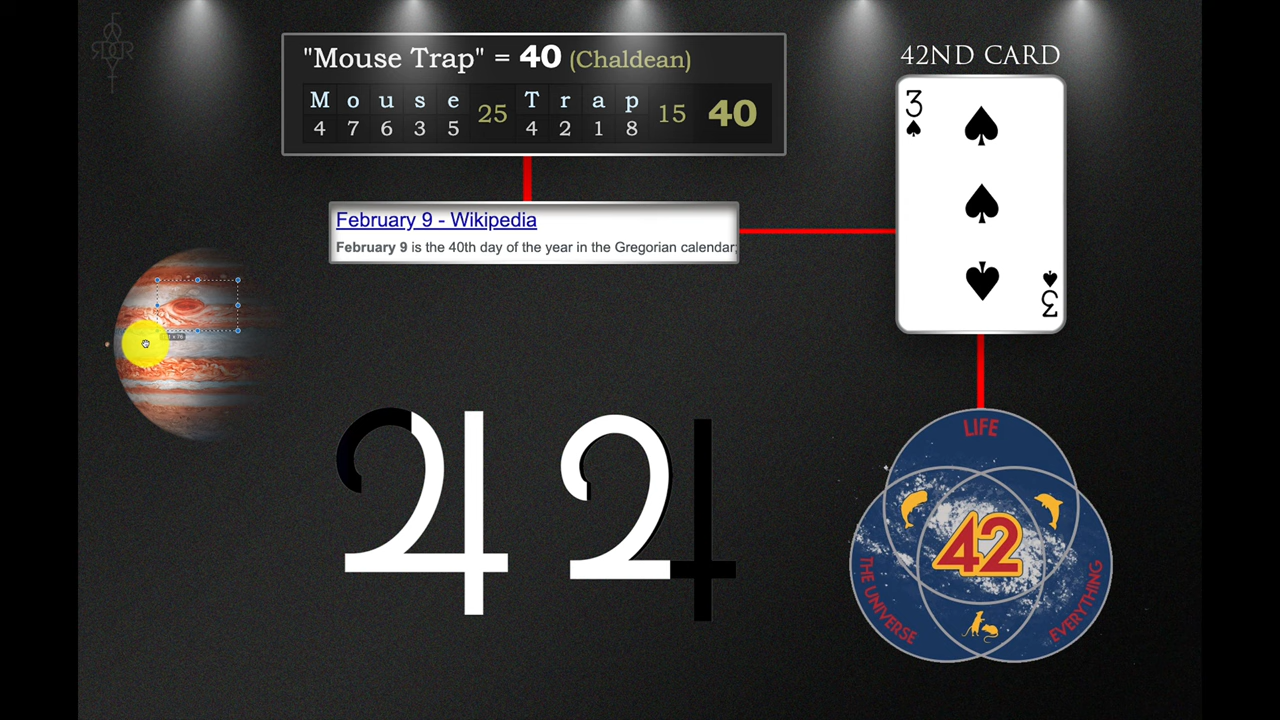 "Mouse Trap" = 40 (Chaldean)
M o u s e 25 T r a p 15 40
4 7 6 3 5 4 2 1 8
February 9 - Wikipedia
February 9 is the 40th day of the year in the Gregorian calendar;
42ND CARD
3
3
42
LIFE
42
THE UNIVERSE
EVERYTHING